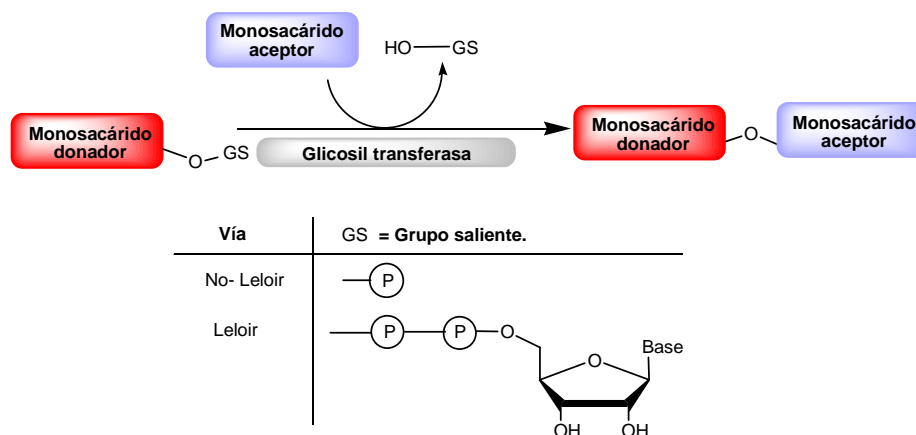 Monosacárido
aceptor
HO GS
Monosacárido
donador
O GS
Glicosil transferasa
Monosacárido
donador
O
Monosacárido
aceptor
Vía GS = Grupo saliente.
No- Leloir P
Leloir P P O
O Base
OH OH